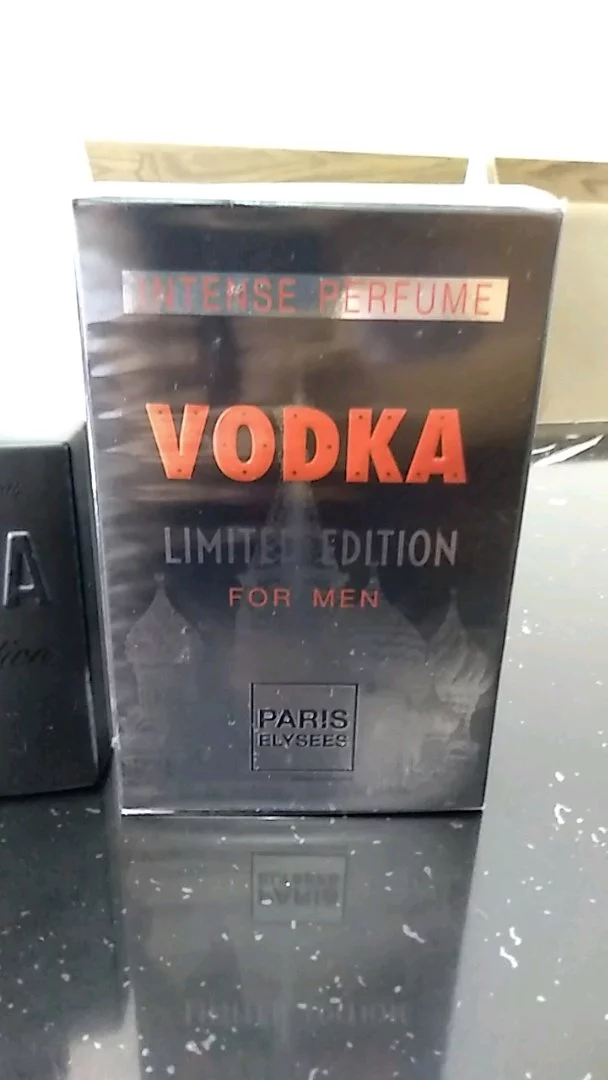 INTENSE PERFUME
VODKA
LIMITED EDITION
FOR MEN
PARIS
ELYSEES
A